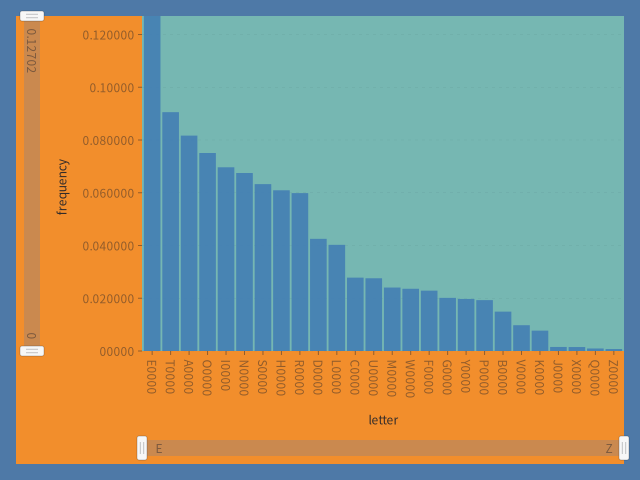 0.12702
0
frequency
0.120000
0.10000
0.080000
0.060000
0.040000
0.020000
00000
E0000
T0000
A0000
O0000
I0000
N0000
S0000
H0000
R0000
D0000
L0000
C0000
U0000
M0000
W0000
F0000
G0000
Y0000
P0000
B0000
V0000
K0000
J0000
X0000
Q0000
Z0000
letter
E
Z